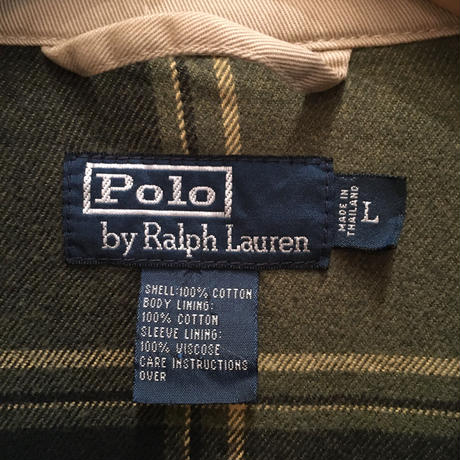 Polo
by Ralph Lauren
MADE IN
THAILAND
L
SHELL:100% COTTON
BODY LINING:
100% COTTON
SLEEVE LINING:
100% VISCOSE
CARE INSTRUCTIONS
OVER